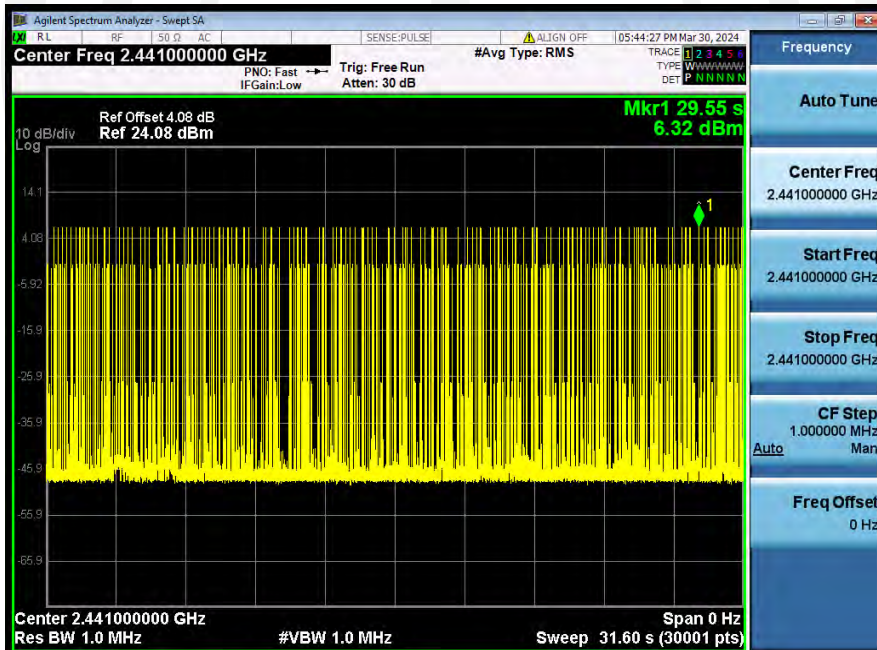 Agilent Spectrum Analyzer - Swept SA
LXI RL RF 50 Ω AC SENSE:PULSE ALIGN OFF 05:44:27 PM Mar 30, 2024
Center Freq 2.441000000 GHz
#Avg Type: RMS
TRACE 1 2 3 4 5 6
TYPE WWWWWWW
DET P N N N N N
PNO: Fast
IFGain:Low
Trig: Free Run
Atten: 30 dB
Mkr1 29.55 s
6.32 dBm
Ref Offset 4.08 dB
10 dB/div Ref 24.08 dBm
Log
1
14.1
4.08
-5.92
-15.9
-25.9
-35.9
-45.9
-55.9
-65.9
Center 2.441000000 GHz Span 0 Hz
Res BW 1.0 MHz #VBW 1.0 MHz Sweep 31.60 s (30001 pts)
Frequency
Auto Tune
Center Freq
2.441000000 GHz
Start Freq
2.441000000 GHz
Stop Freq
2.441000000 GHz
CF Step
1.000000 MHz
Auto Man
Freq Offset
0 Hz